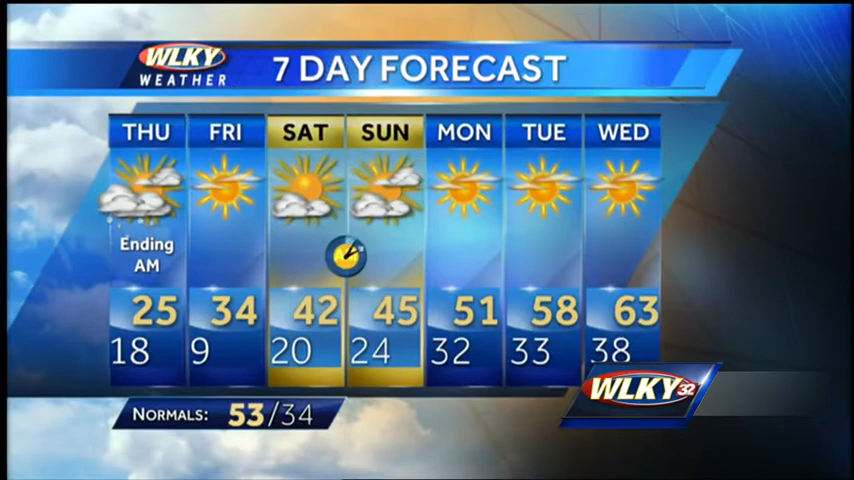 WLKY
WEATHER
7 DAY FORECAST
THU FRI SAT SUN MON TUE WED
Ending
AM
25 34 42 45 51 58 63
18 9 20 24 32 33 38
NORMALS: 53/34
WLKY 32